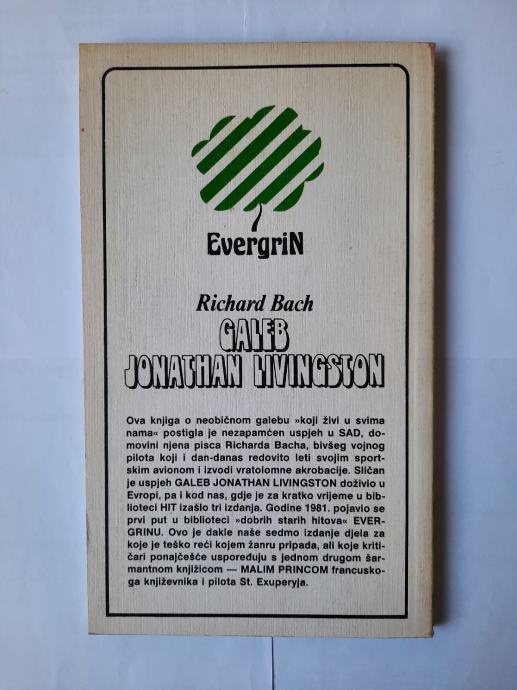 EvergriN
Richard Bach
GALEB
JONATHAN LIVINGSTON
Ova knjiga o neobičnom galebu »koji živi u svima
nama« postigla je nezapamćen uspjeh u SAD, do-
movini njena pisca Richarda Bacha, bivšeg vojnog
pilota koji i dan-danas redovito leti svojim sport-
skim avionom i izvodi vratolomne akrobacije. Sličan
je uspjeh GALEB JONATHAN LIVINGSTON doživio u
Evropi, pa i kod nas, gdje je za kratko vrijeme u bib-
lioteci HIT izašlo tri izdanja. Godine 1981. pojavio se
prvi put u biblioteci »dobrih starih hitova« EVER-
GRINU. Ovo je dakle naše sedmo izdanje djela za
koje je teško reći kojem žanru pripada, ali koje kriti-
čari ponajčešće uspoređuju s jednom drugom šar-
mantnom knjižicom — MALIM PRINCOM francusko-
ga književnika i pilota St. Exuperyja.